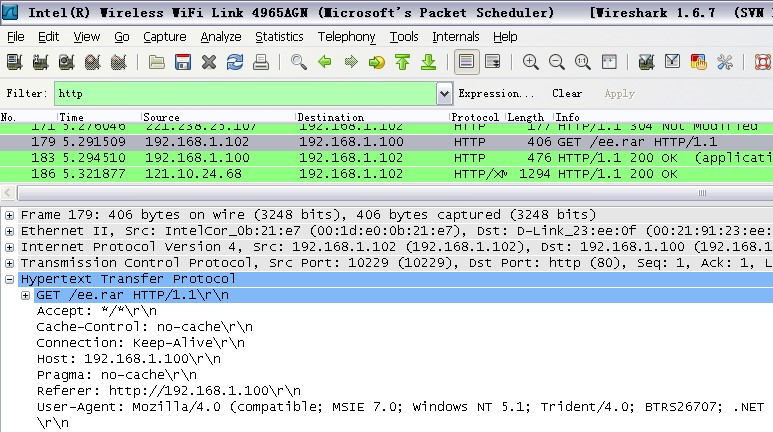 Intel(R) Wireless WiFi Link 4965AGN (Microsoft's Packet Scheduler) [Wireshark 1.6.7 (SVN
File Edit View Go Capture Analyze Statistics Telephony Tools Internals Help
Filter: http Expression... Clear Apply
No. Time Source Destination Protocol Length Info
171 5.276046 221.238.25.107 192.168.1.102 HTTP 177 HTTP/1.1 304 Not Modified
179 5.291509 192.168.1.102 192.168.1.100 HTTP 406 GET /ee.rar HTTP/1.1
183 5.294510 192.168.1.100 192.168.1.102 HTTP 476 HTTP/1.1 200 OK (applicati
186 5.321877 121.10.24.68 192.168.1.102 HTTP/XM 1294 HTTP/1.1 200 OK
Frame 179: 406 bytes on wire (3248 bits), 406 bytes captured (3248 bits)
Ethernet II, Src: IntelCor_0b:21:e7 (00:1d:e0:0b:21:e7), Dst: D-Link_23:ee:0f (00:21:91:23:ee:
Internet Protocol Version 4, Src: 192.168.1.102 (192.168.1.102), Dst: 192.168.1.100 (192.168.1
Transmission Control Protocol, Src Port: 10229 (10229), Dst Port: http (80), Seq: 1, Ack: 1, L
Hypertext Transfer Protocol
GET /ee.rar HTTP/1.1\r\n
Accept: */*\r\n
Cache-Control: no-cache\r\n
Connection: Keep-Alive\r\n
Host: 192.168.1.100\r\n
Pragma: no-cache\r\n
Referer: http://192.168.1.100\r\n
User-Agent: Mozilla/4.0 (compatible; MSIE 7.0; Windows NT 5.1; Trident/4.0; BTRS26707; .NET
\r\n